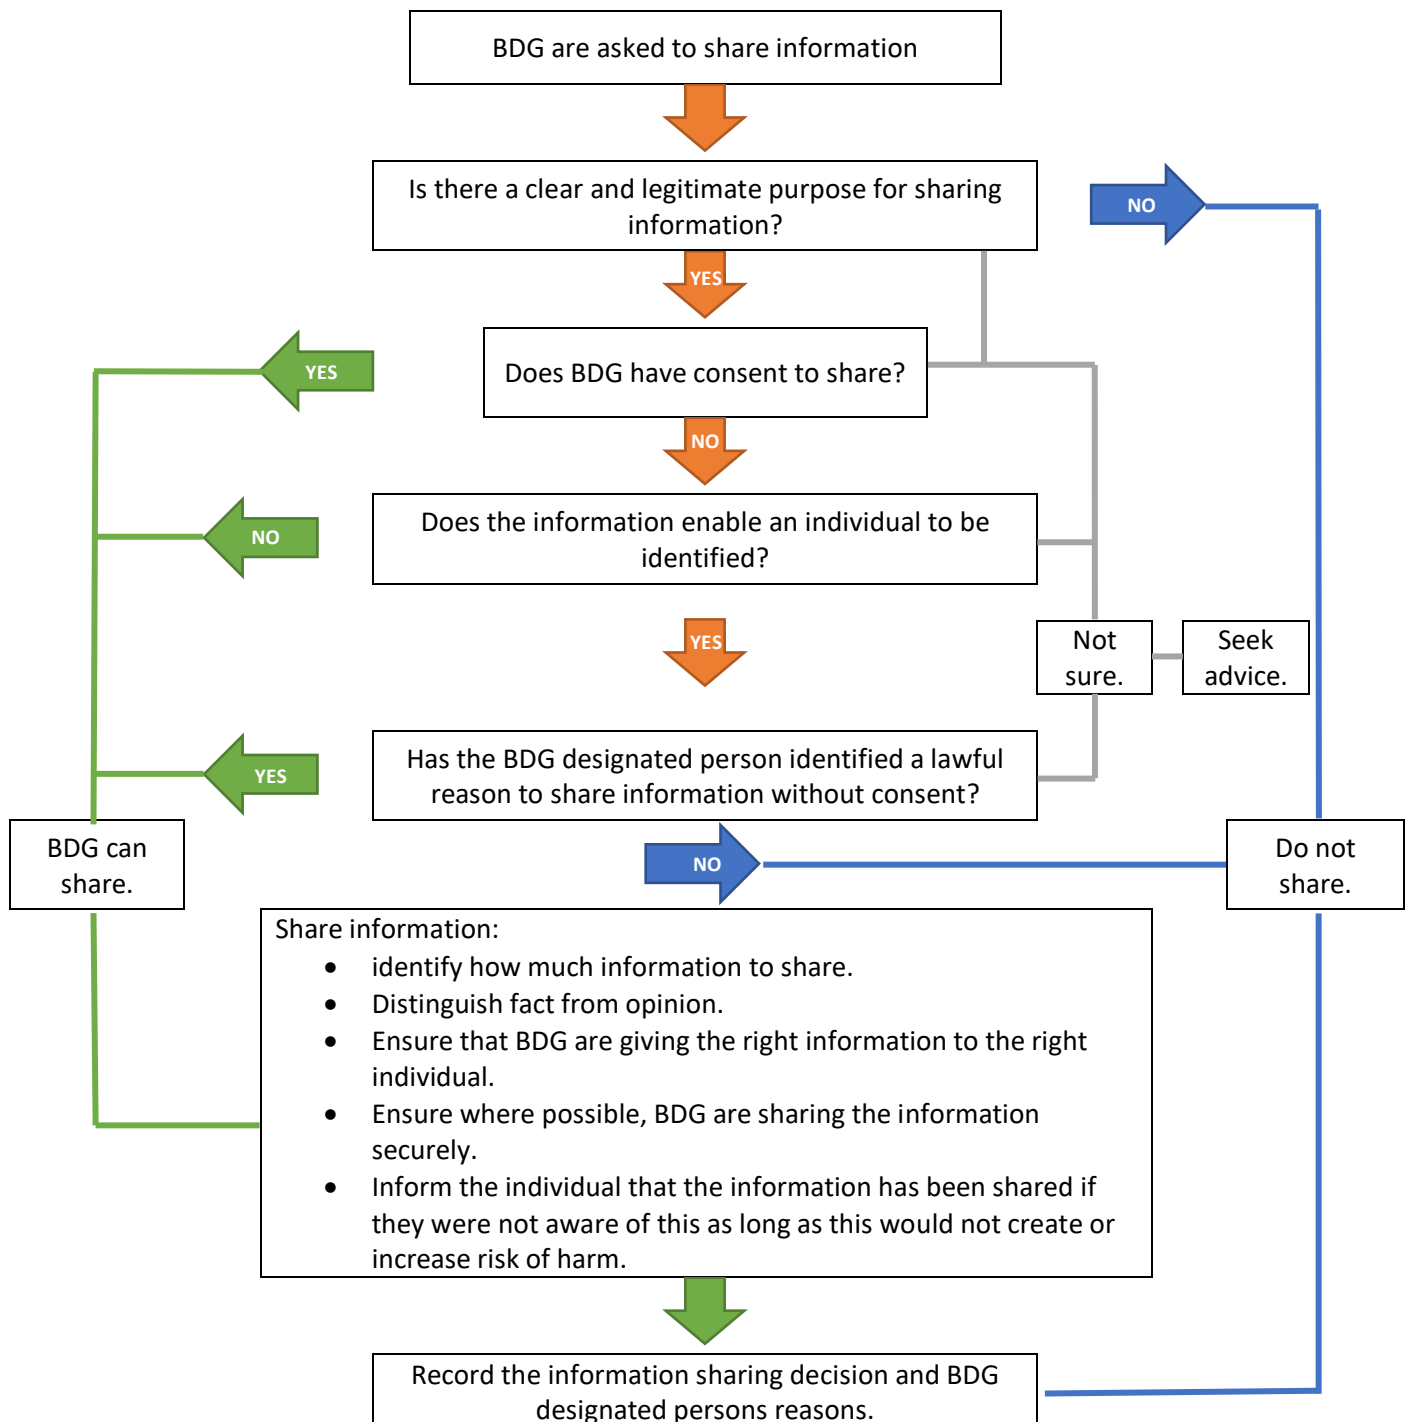 BDG are asked to share information
Is there a clear and legitimate purpose for sharing
information?
NO
YES
Does BDG have consent to share?
YES
NO
Does the information enable an individual to be
identified?
NO
YES
Not
sure.
Seek
advice.
Has the BDG designated person identified a lawful
reason to share information without consent?
YES
NO
BDG can
share.
Do not
share.
Share information:
• identify how much information to share.
• Distinguish fact from opinion.
• Ensure that BDG are giving the right information to the right
individual.
• Ensure where possible, BDG are sharing the information
securely.
• Inform the individual that the information has been shared if
they were not aware of this as long as this would not create or
increase risk of harm.
Record the information sharing decision and BDG
designated persons reasons.